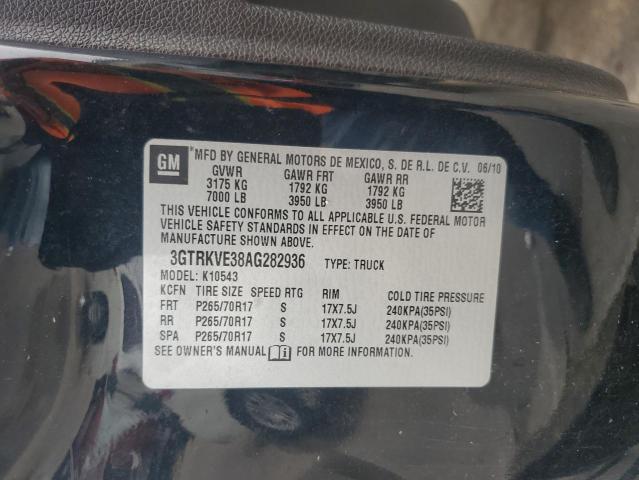 GM
*MFD BY GENERAL MOTORS DE MEXICO, S. DE R.L. DE C.V. 06/10
GVWR GAWR FRT GAWR RR
3175 KG 1792 KG 1792 KG
7000 LB 3950 LB 3950 LB
THIS VEHICLE CONFORMS TO ALL APPLICABLE U.S. FEDERAL MOTOR
VEHICLE SAFETY STANDARDS IN EFFECT ON THE DATE OF
MANUFACTURE SHOWN ABOVE.
3GTRKVE38AG282936 TYPE: TRUCK
MODEL: K10543
KCFN TIRE SIZE SPEED RTG RIM COLD TIRE PRESSURE
FRT P265/70R17 S 17X7.5J 240KPA(35PSI)
RR P265/70R17 S 17X7.5J 240KPA(35PSI)
SPA P265/70R17 S 17X7.5J 240KPA(35PSI)
SEE OWNER'S MANUAL FOR MORE INFORMATION.